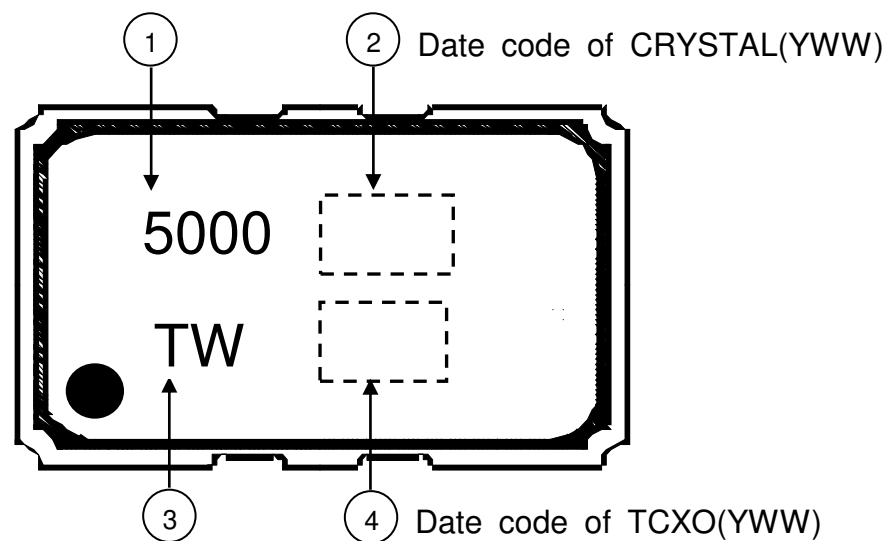 1
2 Date code of CRYSTAL(YWW)
5000
TW
3
4 Date code of TCXO(YWW)